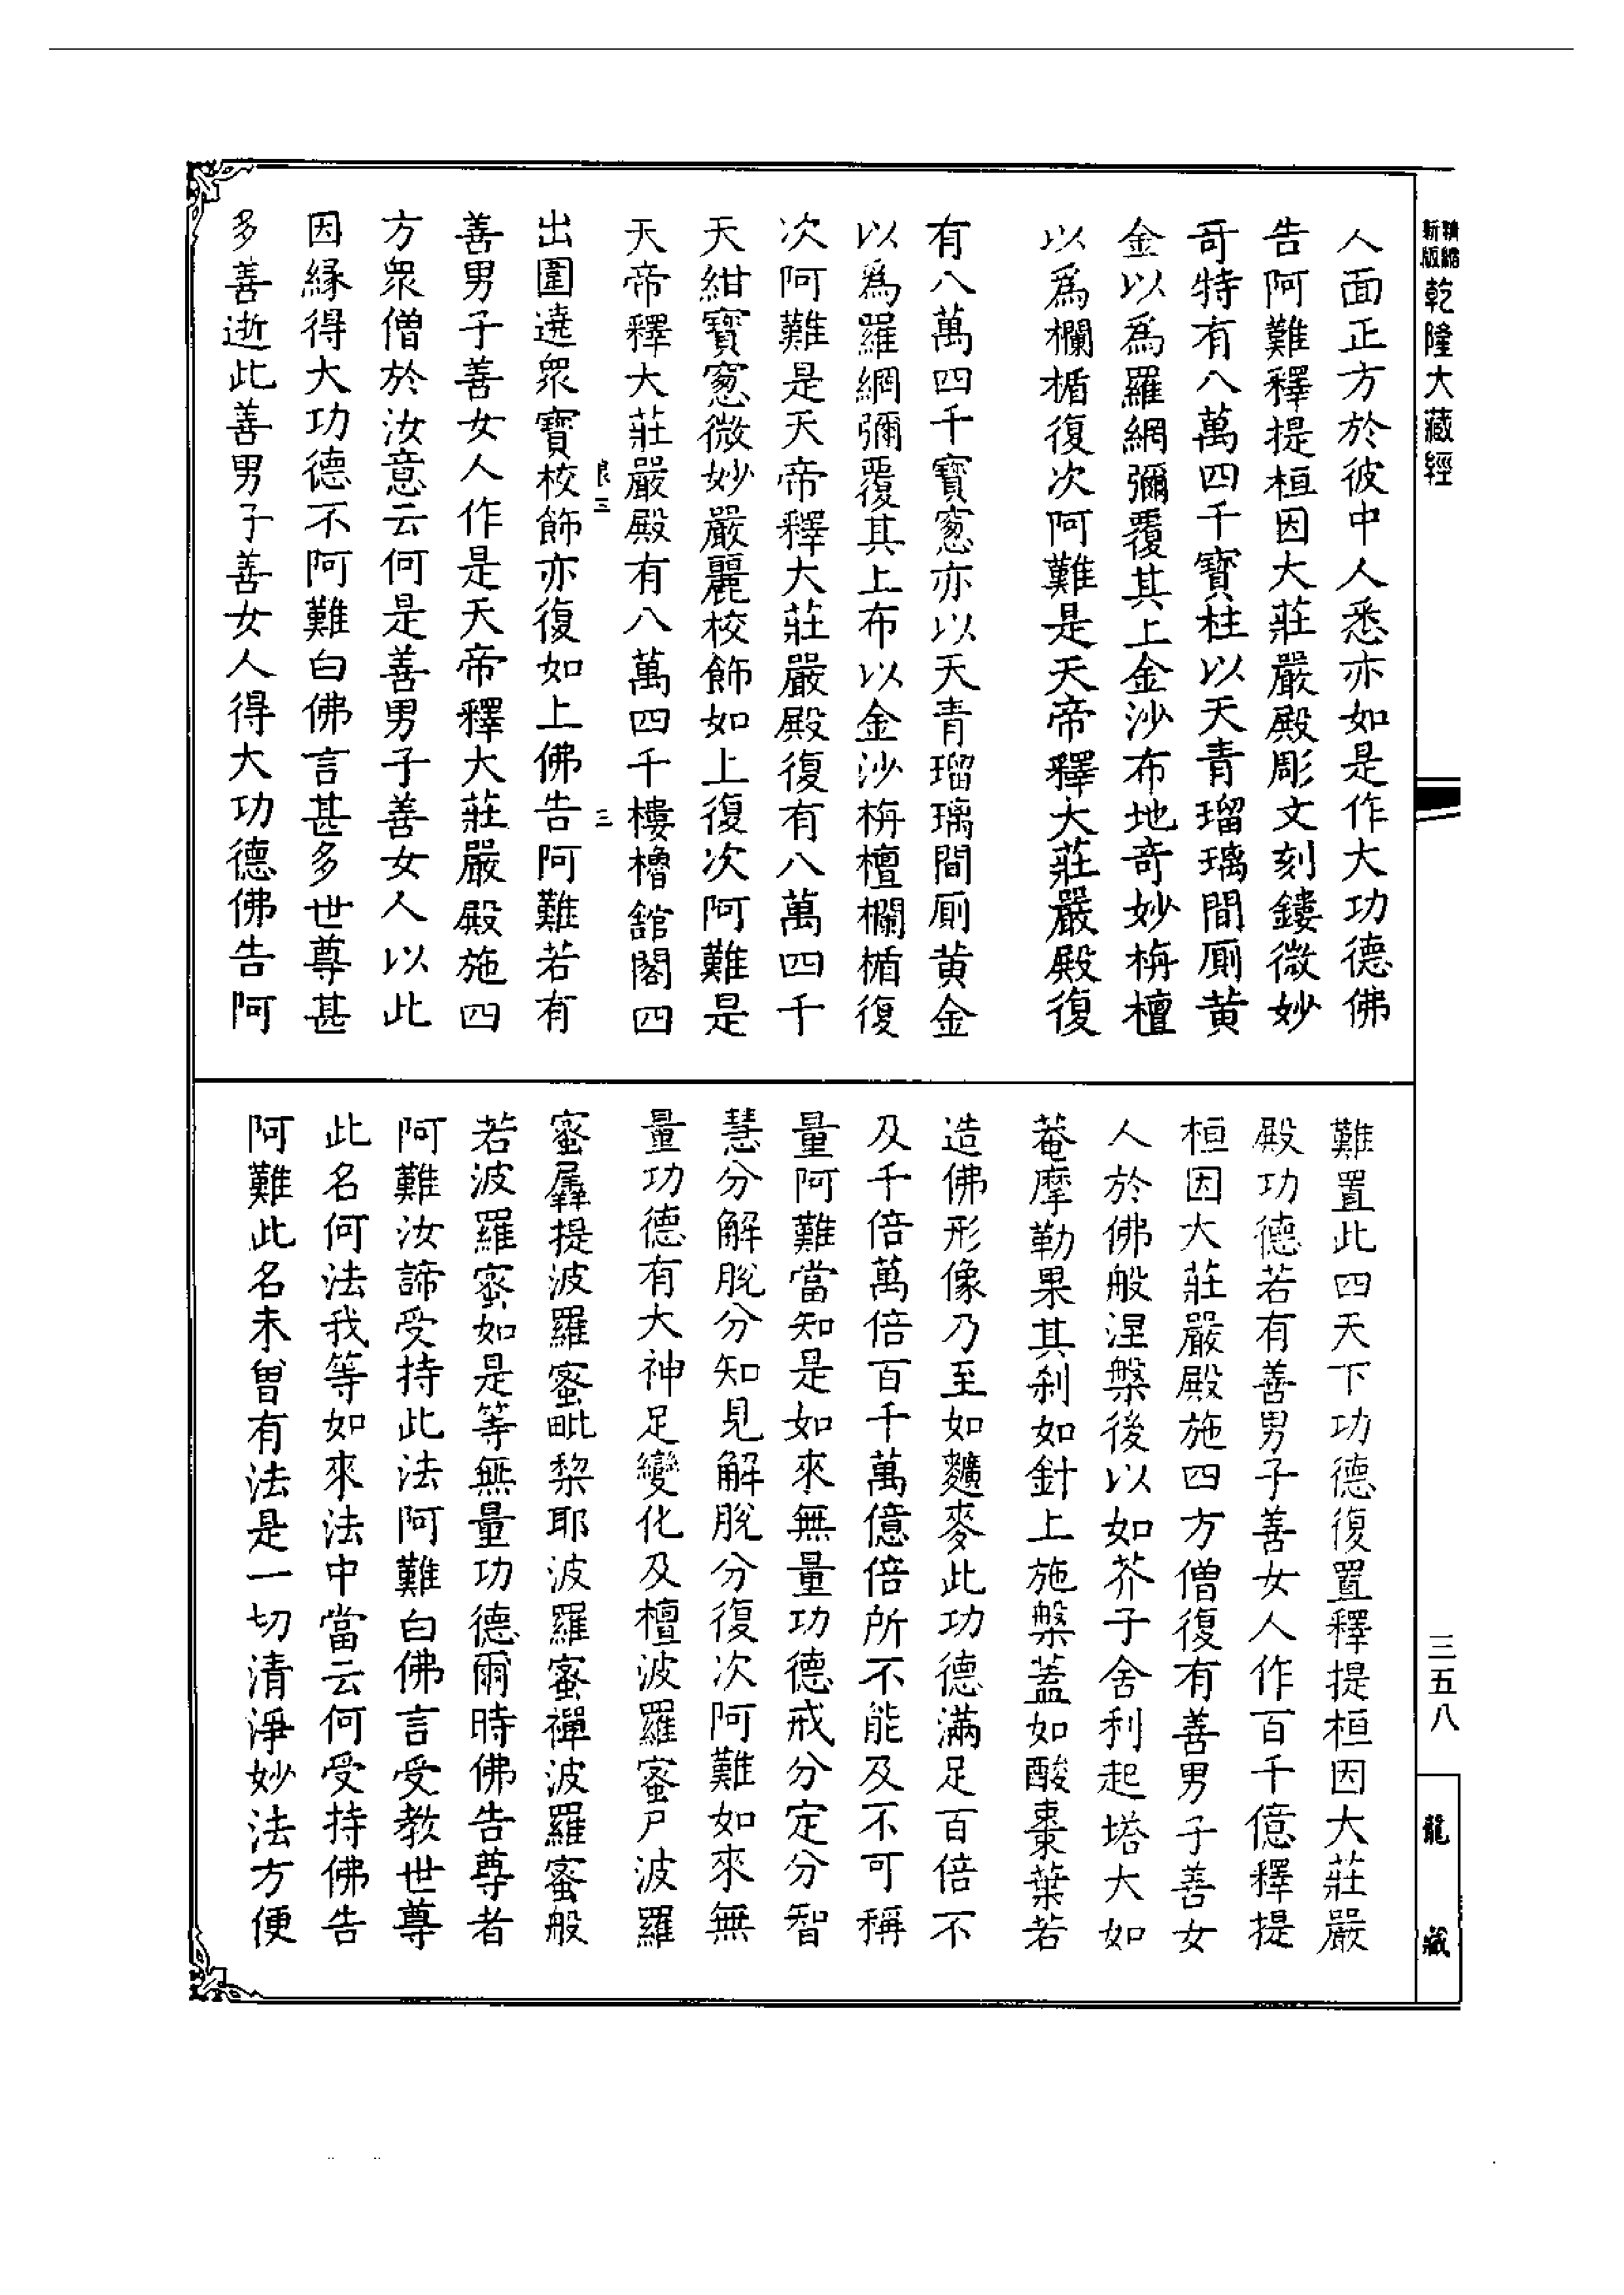 精縮新版乾隆大藏經
人面正方於彼中人悉亦如是作大功德佛
告阿難釋提桓因大莊嚴殿彫文刻鏤微妙
奇特有八萬四千寶柱以天青瑠璃間廁黄
金以為羅網彌覆其上金沙布地奇妙栴檀
以為欄楯復次阿難是天帝釋大莊嚴殿復
有八萬四千寶窻亦以天青瑠璃間廁黄金
以為羅網彌覆其上布以金沙栴檀欄楯復
次阿難是天帝釋大莊嚴殿復有八萬四千
天紺寶窻微妙嚴麗校飾如上復次阿難是
天帝釋大莊嚴殿有八萬四千樓櫓舘閣四
三
出圍遶衆寶校飾亦復如上佛告阿難若有
善男子善女人作是天帝釋大莊嚴殿施四
方衆僧於汝意云何是善男子善女人以此
因緣得大功德不阿難白佛言甚多世尊甚
多善逝此善男子善女人得大功德佛告阿
難置此四天下功德復置釋提桓因大莊嚴
殿功德若有善男子善女人作百千億釋提
桓因大莊嚴殿施四方僧復有善男子善女
人於佛般涅槃後以如芥子舍利起塔大如
菴摩勒果其刹如針上施槃蓋如酸棗葉若
造佛形像乃至如䵃麥此功德滿足百倍不
及千倍萬倍百千萬億倍所不能及不可稱
量阿難當知是如來無量功德戒分定分智
慧分解脫分知見解脫分復次阿難如來無
量功德有大神足變化及檀波羅蜜尸波羅
蜜羼提波羅蜜毗梨耶波羅蜜禪波羅蜜般
若波羅蜜如是等無量功德爾時佛告尊者
阿難汝諦受持此法阿難白佛言受教世尊
此名何法我等如來法中當云何受持佛告
阿難此名未曾有法是一切清淨妙法方便
三五八
龍藏